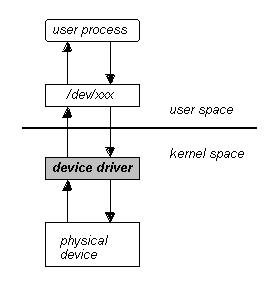 user process
/dev/xxx
user space
kernel space
device driver
physical
device